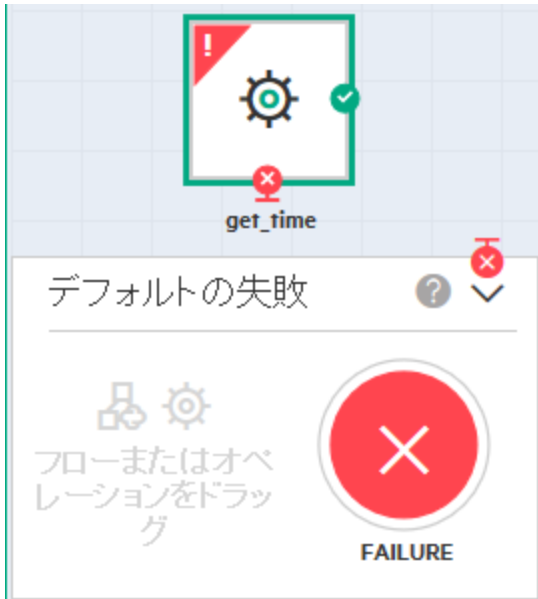 get_time
デフォルトの失敗
フローまたはオペ
レーションをドラッ
グ
FAILURE